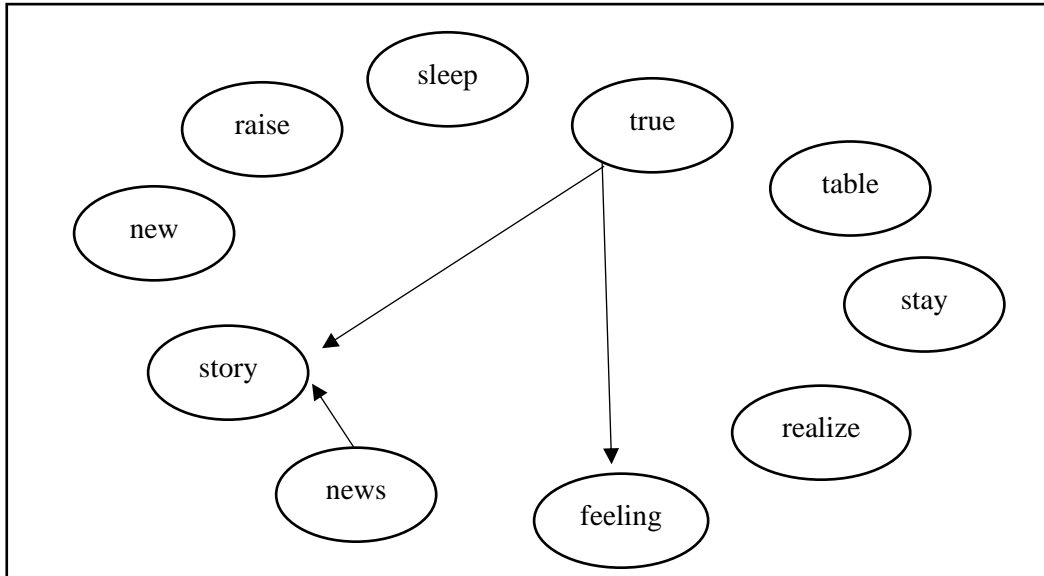 sleep
raise
true
table
new
stay
story
realize
news
feeling